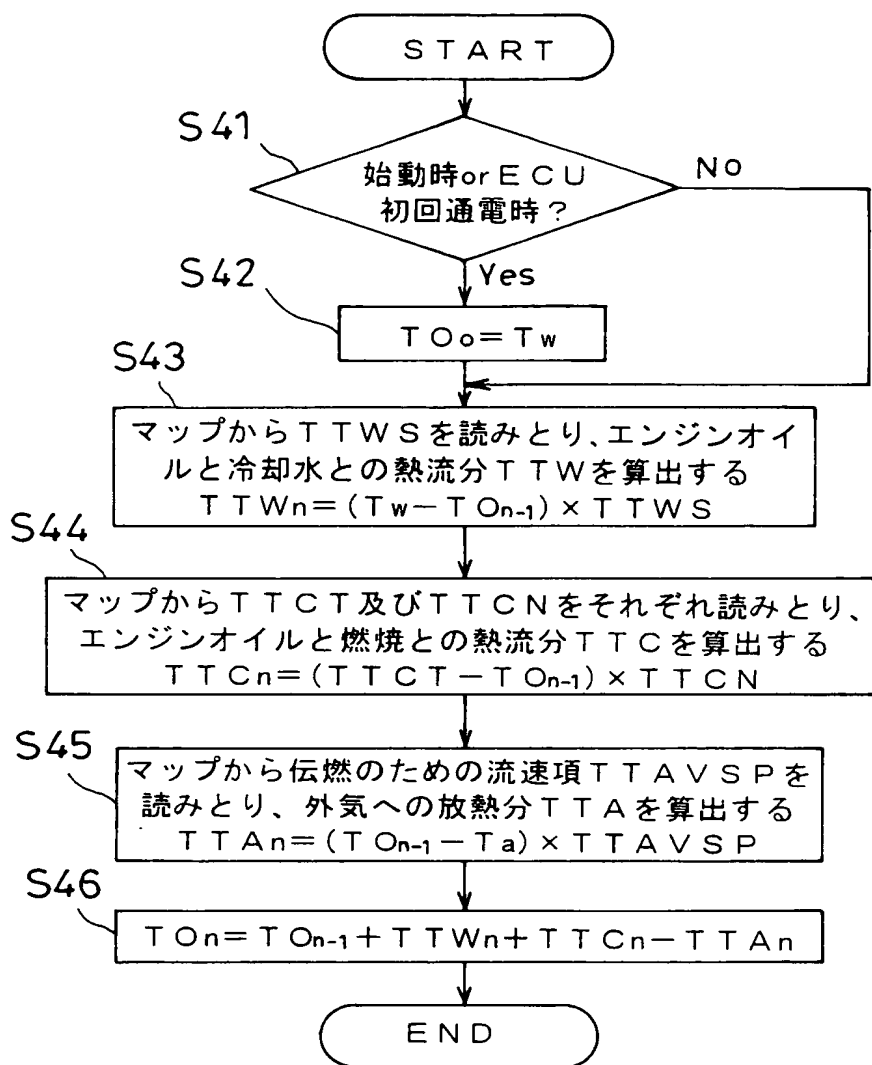 START
S41
始動時or ECU
初回通電時？
No
Yes
S42
TO₀＝Tw
S43
マップからTTWSを読みとり、エンジンオイ
ルと冷却水との熱流分TTWを算出する
TTWn＝(Tw－TOn-1)×TTWS
S44
マップからTTCT及びTTCNをそれぞれ読みとり、
エンジンオイルと燃焼との熱流分TTCを算出する
TTCn＝(TTCT－TOn-1)×TTCN
S45
マップから伝燃のための流速項TTAVSPを
読みとり、外気への放熱分TTAを算出する
TTAn＝(TOn-1－Ta)×TTAVSP
S46
TOn＝TOn-1＋TTWn＋TTCn－TTAn
END